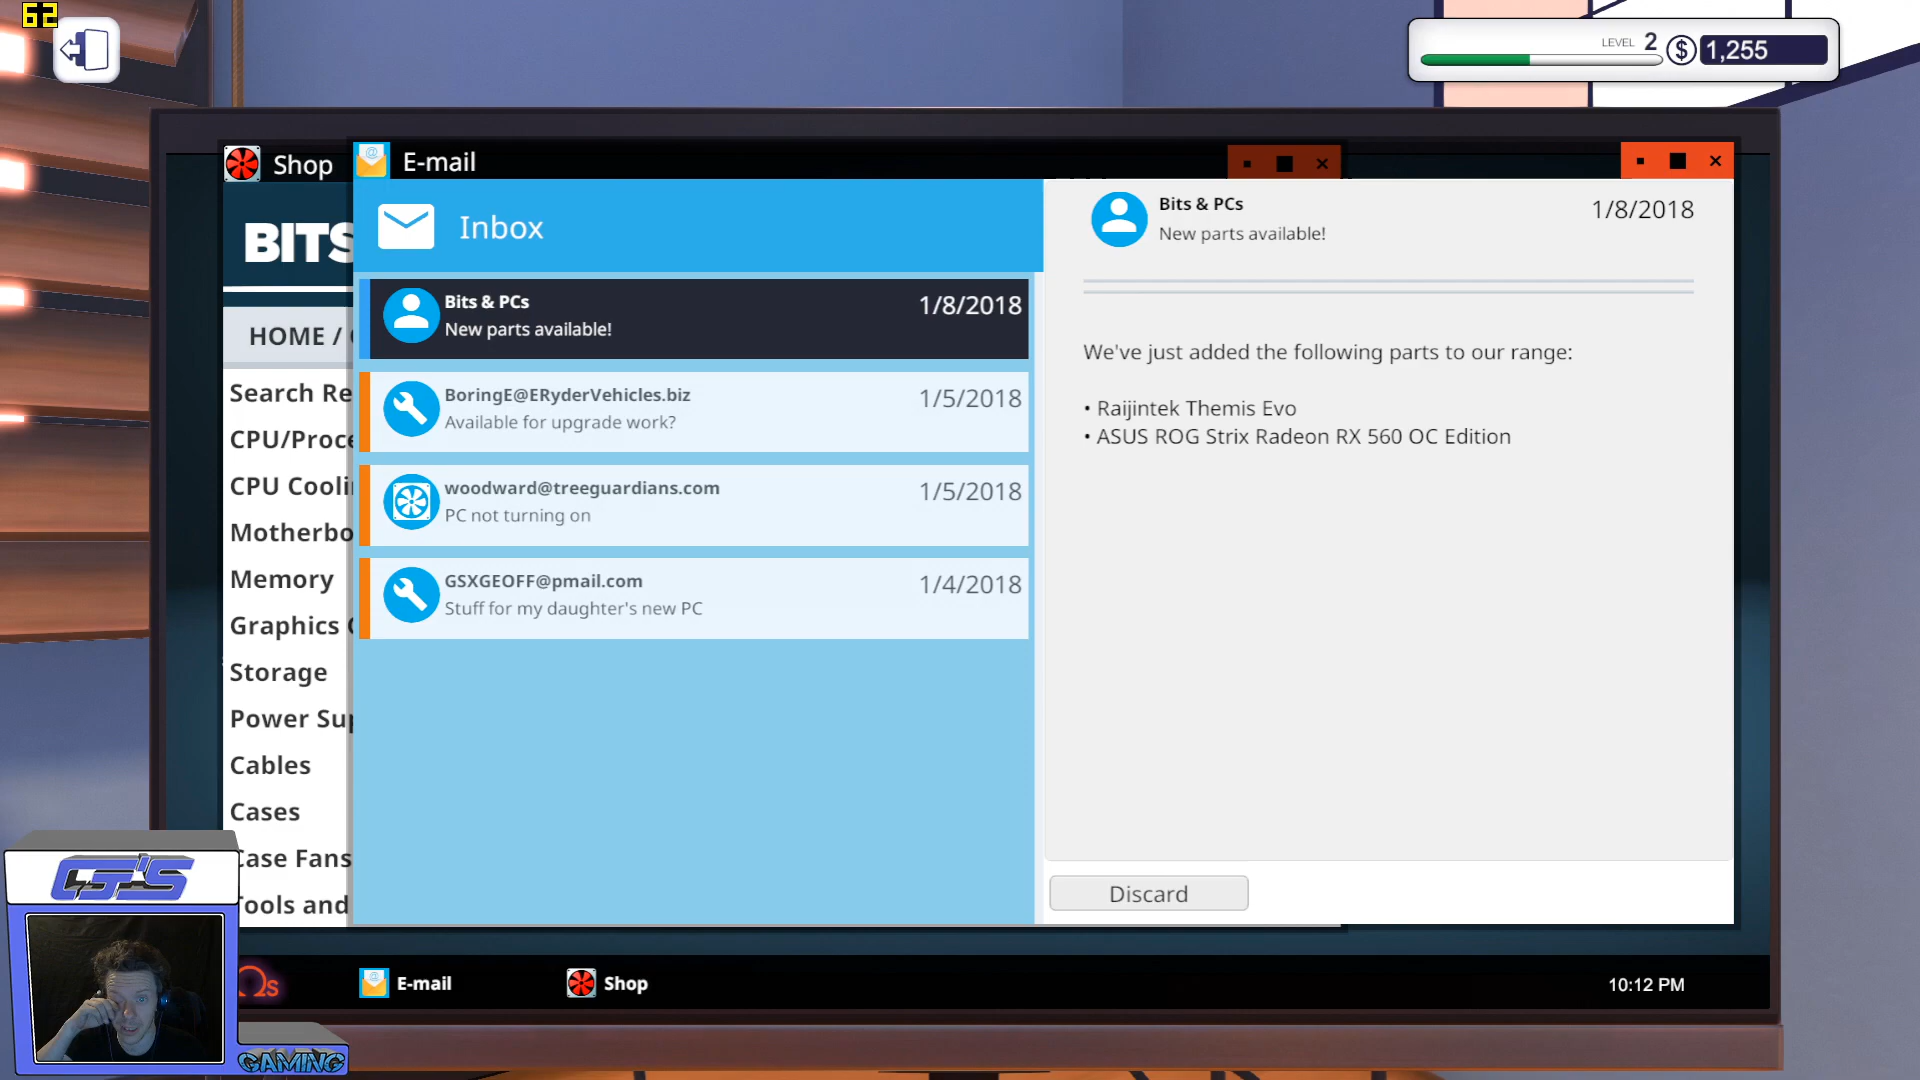 62
LEVEL 2
$ 1,255
Shop
E-mail
BITS
Inbox
HOME /
Search Re
CPU/Proce
CPU Coolin
Motherbo
Memory
Graphics
Storage
Power Sup
Cables
Cases
Case Fans
Tools and
Bits & PCs
1/8/2018
New parts available!
BoringE@ERyderVehicles.biz
1/5/2018
Available for upgrade work?
woodward@treeguardians.com
1/5/2018
PC not turning on
GSXGEOFF@pmail.com
1/4/2018
Stuff for my daughter's new PC
Bits & PCs
1/8/2018
New parts available!
We've just added the following parts to our range:
• Raijintek Themis Evo
• ASUS ROG Strix Radeon RX 560 OC Edition
Discard
E-mail
Shop
10:12 PM
GAMING